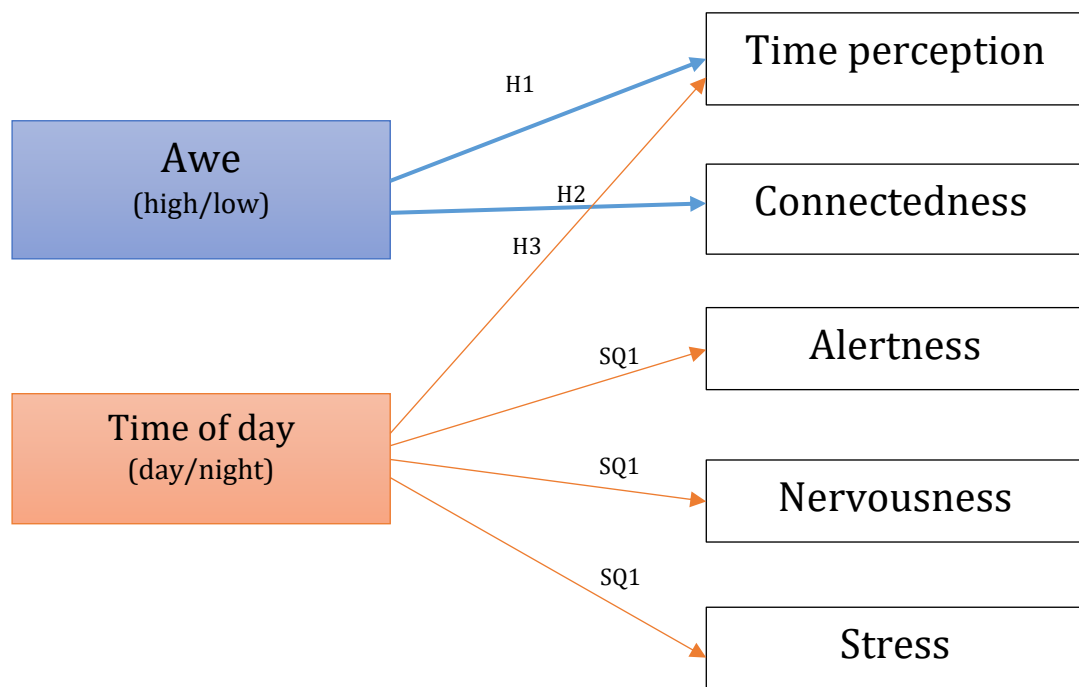 Time perception
H1
Awe
(high/low)
H2
Connectedness
H3
Alertness
SQ1
Time of day
(day/night)
SQ1
Nervousness
SQ1
Stress